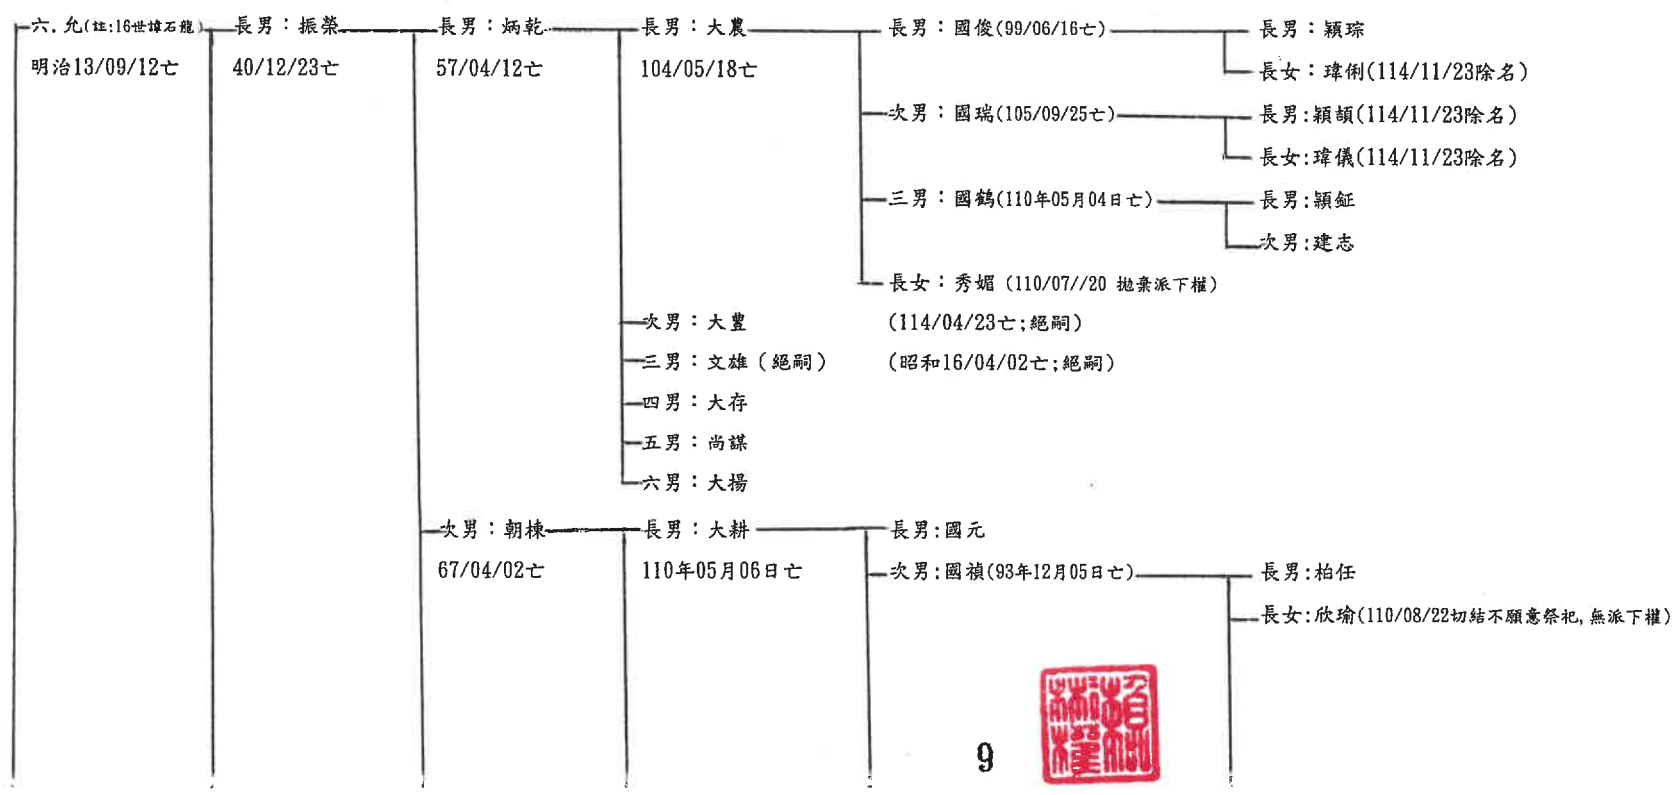 六.允(註:16世諱石龍) 長男：振榮 長男：炳乾 長男：大農 長男：國俊(99/06/16亡) 長男：穎琮
明治13/09/12亡 40/12/23亡 57/04/12亡 104/05/18亡 長女：瑋俐(114/11/23除名)
次男：國瑞(105/09/25亡) 長男:穎頡(114/11/23除名)
長女:瑋儀(114/11/23除名)
三男：國鶴(110年05月04日亡) 長男:穎鉦
次男:建志
長女：秀媚 (110/07//20 拋棄派下權)
次男：大豐 (114/04/23亡;絕嗣)
三男：文雄 (絕嗣) (昭和16/04/02亡;絕嗣)
四男：大存
五男：尚謀
六男：大揚
次男：朝棟 長男：大耕 長男:國元
67/04/02亡 110年05月06日亡 次男:國禎(93年12月05日亡) 長男:柏任
長女:欣瑜(110/08/22切結不願意祭祀,無派下權)
9